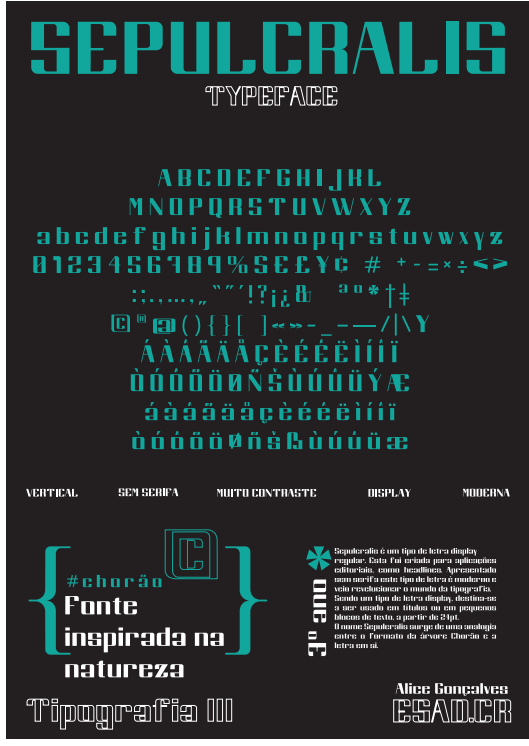 SEPULCRALIS
TYPEFACE
ABCDEFGHIJKL
MNOPQRSTUVWXYZ
abcdefghijklmnopqrstuvwxyz
0123456789%S€£¥¢ # +-=×÷<>
:;.,...,„“”‘!?¡¿& ªº*†‡
© ® @(){}[ ]«»-_–—/|\Y
ÁÀÂÃÄÅÇÈÉÊËÌÍÎÏ
ÒÓÔÕÖØÑŠÙÚÛÜÝÆ
áàâãäåçèéêëìíîï
òóôõöøñšßùúûüæ
VERTICAL SEM SERIFA MUITO CONTRASTE DISPLAY MODERNA
©
#chorão
Fonte
inspirada na
natureza
3º ano
Sepulcralis é um tipo de letra display
regular. Esta foi criada para aplicações
editoriais, como headlines. Apresentado
sem serifa este tipo de letra é moderno e
veio revolucionar o mundo da tipografia.
Sendo um tipo de letra display, destina-se
a ser usado em títulos ou em pequenos
blocos de texto, a partir de 24pt.
O nome Sepulcralis surge de uma analogia
entre o formato da árvore Chorão e a
letra em si.
Tipografia III
Alice Gonçalves
ESAD.CR